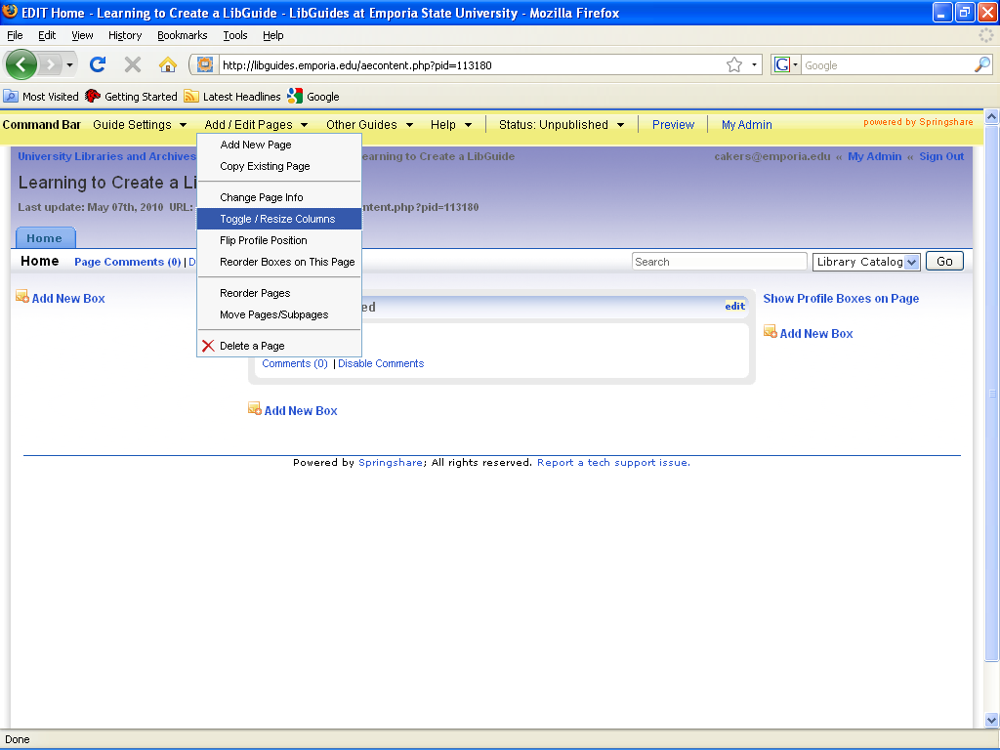 EDIT Home - Learning to Create a LibGuide - LibGuides at Emporia State University - Mozilla Firefox
File Edit View History Bookmarks Tools Help
http://libguides.emporia.edu/aecontent.php?pid=113180
G Google
Most Visited Getting Started Latest Headlines Google
Command Bar Guide Settings Add / Edit Pages Other Guides Help Status: Unpublished Preview My Admin powered by Springshare
Add New Page
University Libraries and Archives earning to Create a LibGuide cakers@emporia.edu « My Admin « Sign Out
Copy Existing Page
Learning to Create a Li
Change Page Info
Last update: May 07th, 2010 URL: ntent.php?pid=113180
Toggle / Resize Columns
Home
Flip Profile Position
Home Page Comments (0) | D
Reorder Boxes on This Page
Search Library Catalog Go
Reorder Pages
Add New Box
ed edit
Show Profile Boxes on Page
Move Pages/Subpages
Add New Box
Delete a Page
Comments (0) | Disable Comments
Add New Box
Powered by Springshare; All rights reserved. Report a tech support issue.
Done